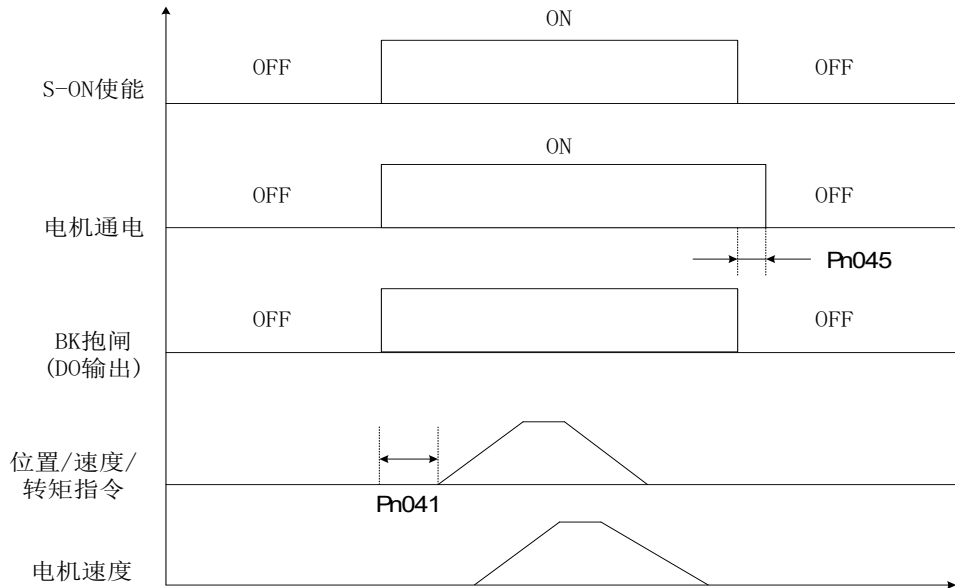 ON
S-ON使能
OFF
OFF
ON
电机通电
OFF
OFF
Pn045
BK抱闸
(DO输出)
OFF
OFF
位置/速度/
转矩指令
Pn041
电机速度